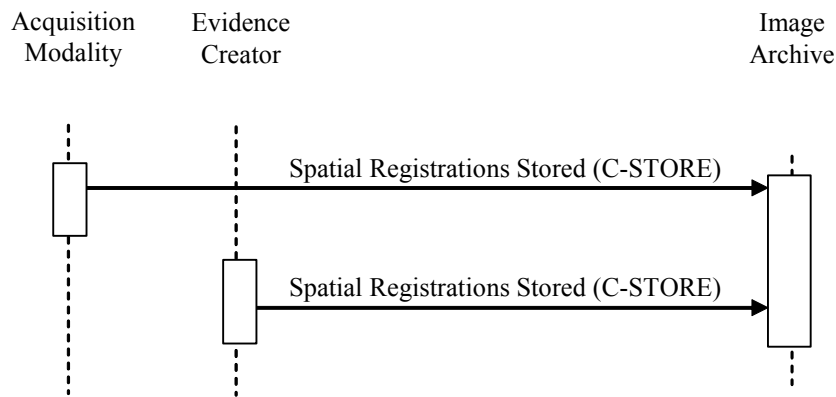 Acquisition
Modality
Evidence
Creator
Image
Archive
Spatial Registrations Stored (C-STORE)
Spatial Registrations Stored (C-STORE)